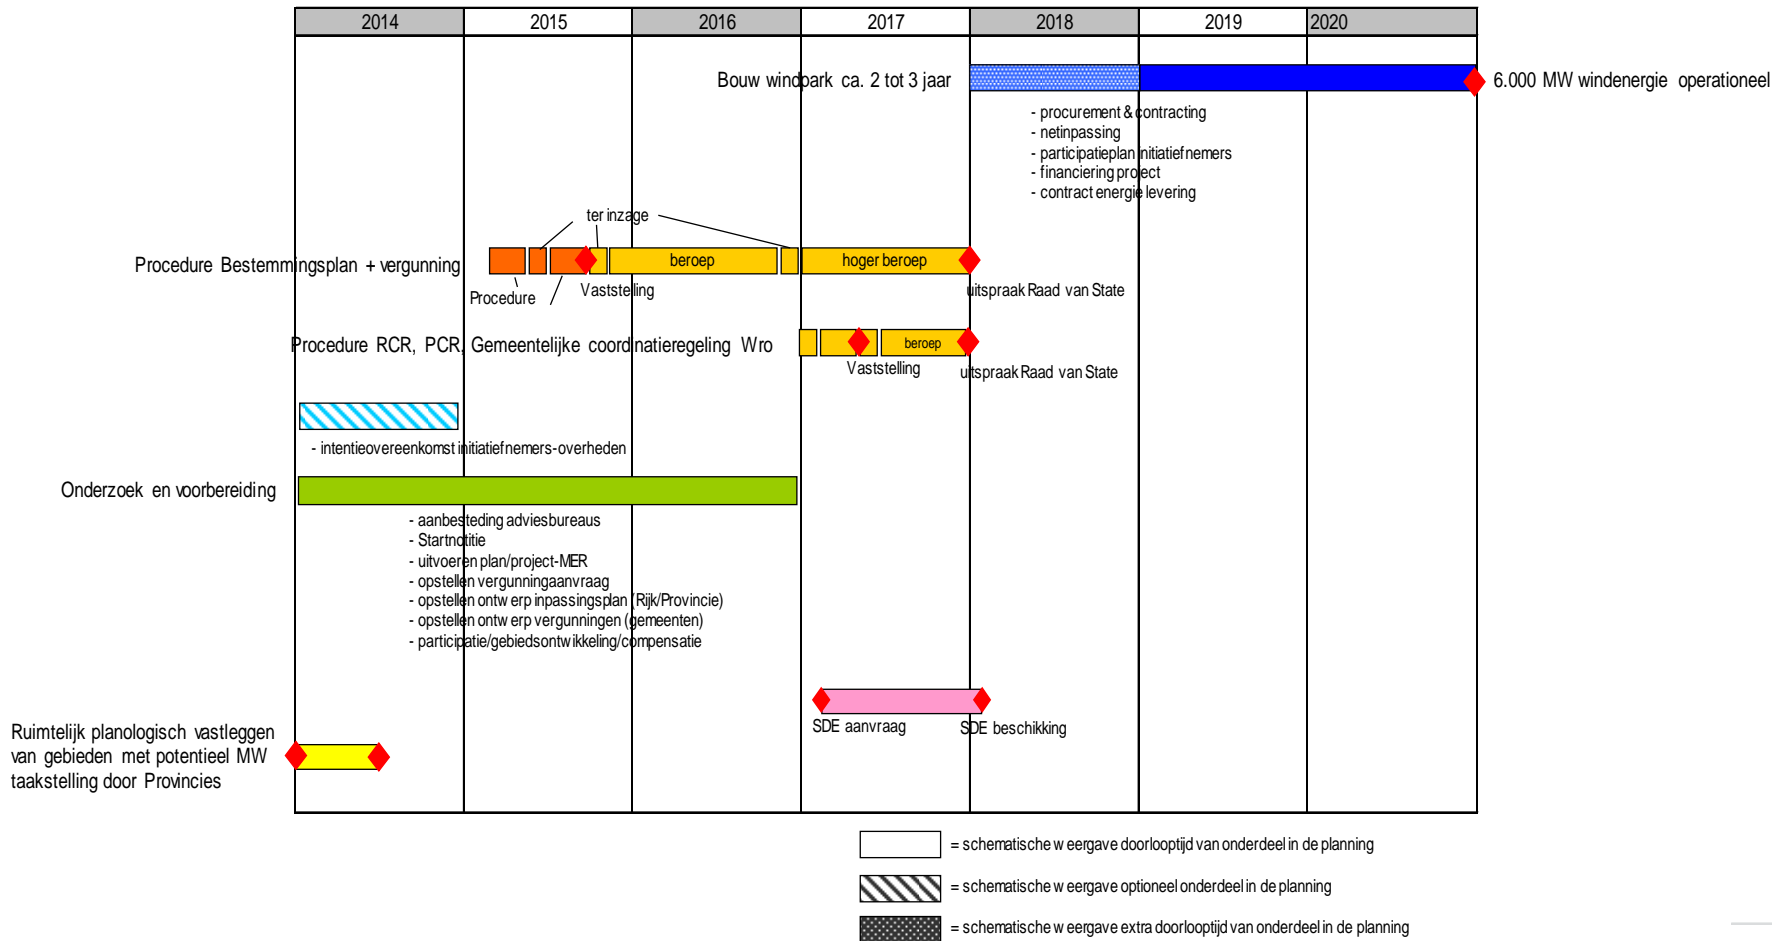 2014 2015 2016 2017 2018 2019 2020
Bouw windpark ca. 2 tot 3 jaar
6.000 MW windenergie operationeel
- procurement & contracting
- netinpassing
- participatieplan initiatiefnemers
- financiering project
- contract energie levering
ter inzage
Procedure Bestemmingsplan + vergunning
beroep
hoger beroep
Procedure
Vaststelling
uitspraak Raad van State
Procedure RCR, PCR, Gemeentelijke coordinatieregeling Wro
beroep
Vaststelling
uitspraak Raad van State
- intentieovereenkomst initiatiefnemers-overheden
Onderzoek en voorbereiding
- aanbesteding adviesbureaus
- Startnotitie
- uitvoeren plan/project-MER
- opstellen vergunningaanvraag
- opstellen ontwerp inpassingsplan (Rijk/Provincie)
- opstellen ontwerp vergunningen (gemeenten)
- participatie/gebiedsontwikkeling/compensatie
SDE aanvraag
SDE beschikking
Ruimtelijk planologisch vastleggen
van gebieden met potentieel MW
taakstelling door Provincies
= schematische weergave doorlooptijd van onderdeel in de planning
= schematische weergave optioneel onderdeel in de planning
= schematische weergave extra doorlooptijd van onderdeel in de planning